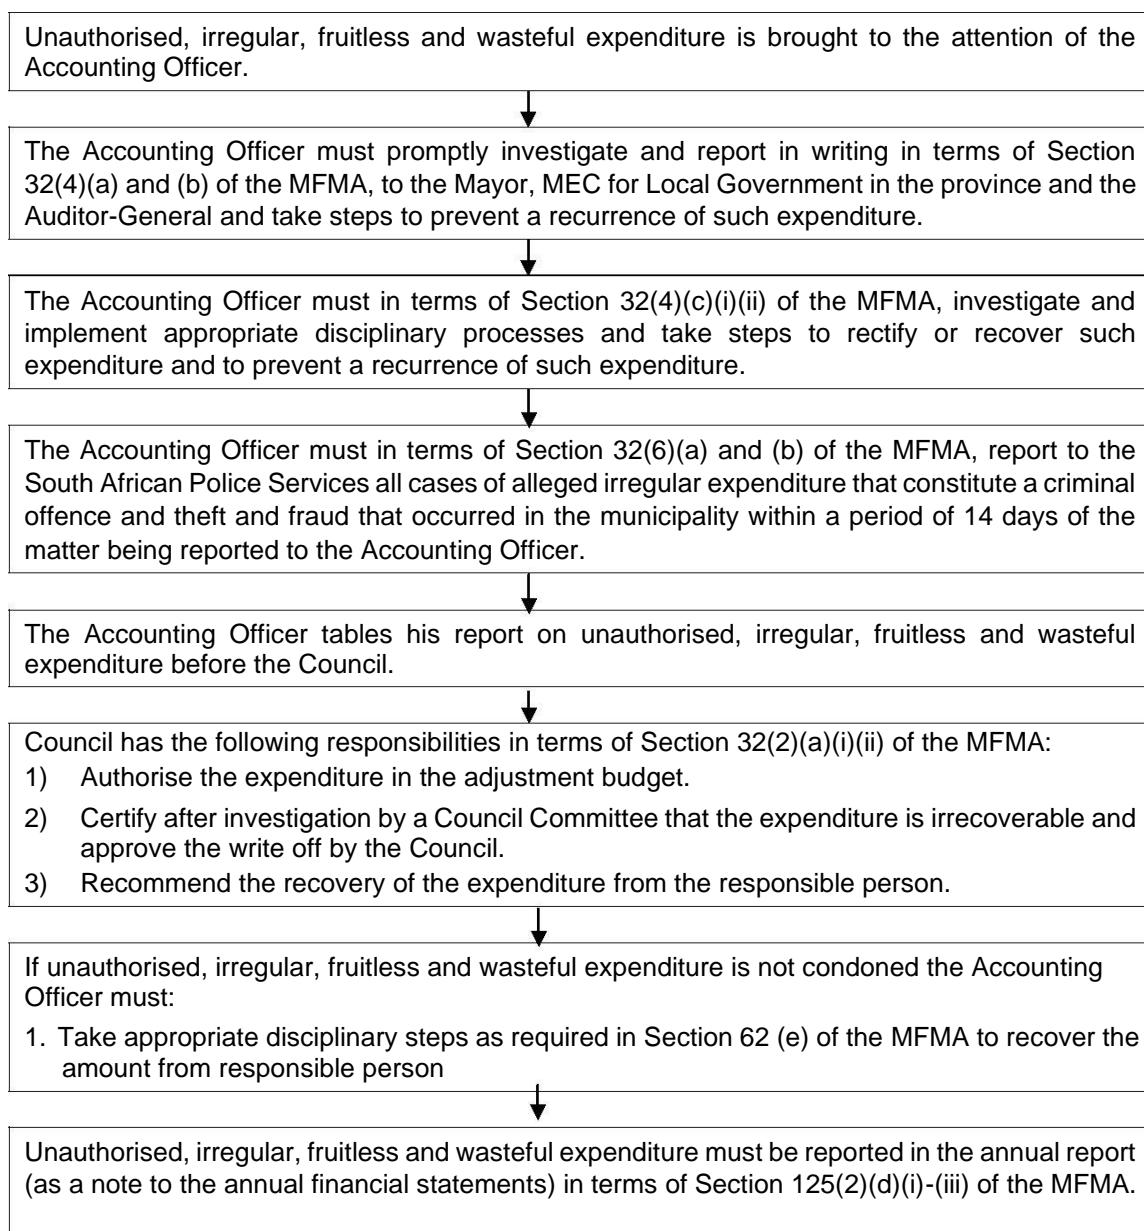 Unauthorised, irregular, fruitless and wasteful expenditure is brought to the attention of the
Accounting Officer.
The Accounting Officer must promptly investigate and report in writing in terms of Section
32(4)(a) and (b) of the MFMA, to the Mayor, MEC for Local Government in the province and the
Auditor-General and take steps to prevent a recurrence of such expenditure.
The Accounting Officer must in terms of Section 32(4)(c)(i)(ii) of the MFMA, investigate and
implement appropriate disciplinary processes and take steps to rectify or recover such
expenditure and to prevent a recurrence of such expenditure.
The Accounting Officer must in terms of Section 32(6)(a) and (b) of the MFMA, report to the
South African Police Services all cases of alleged irregular expenditure that constitute a criminal
offence and theft and fraud that occurred in the municipality within a period of 14 days of the
matter being reported to the Accounting Officer.
The Accounting Officer tables his report on unauthorised, irregular, fruitless and wasteful
expenditure before the Council.
Council has the following responsibilities in terms of Section 32(2)(a)(i)(ii) of the MFMA:
1) Authorise the expenditure in the adjustment budget.
2) Certify after investigation by a Council Committee that the expenditure is irrecoverable and
approve the write off by the Council.
3) Recommend the recovery of the expenditure from the responsible person.
If unauthorised, irregular, fruitless and wasteful expenditure is not condoned the Accounting
Officer must:
1. Take appropriate disciplinary steps as required in Section 62 (e) of the MFMA to recover the
amount from responsible person
Unauthorised, irregular, fruitless and wasteful expenditure must be reported in the annual report
(as a note to the annual financial statements) in terms of Section 125(2)(d)(i)-(iii) of the MFMA.